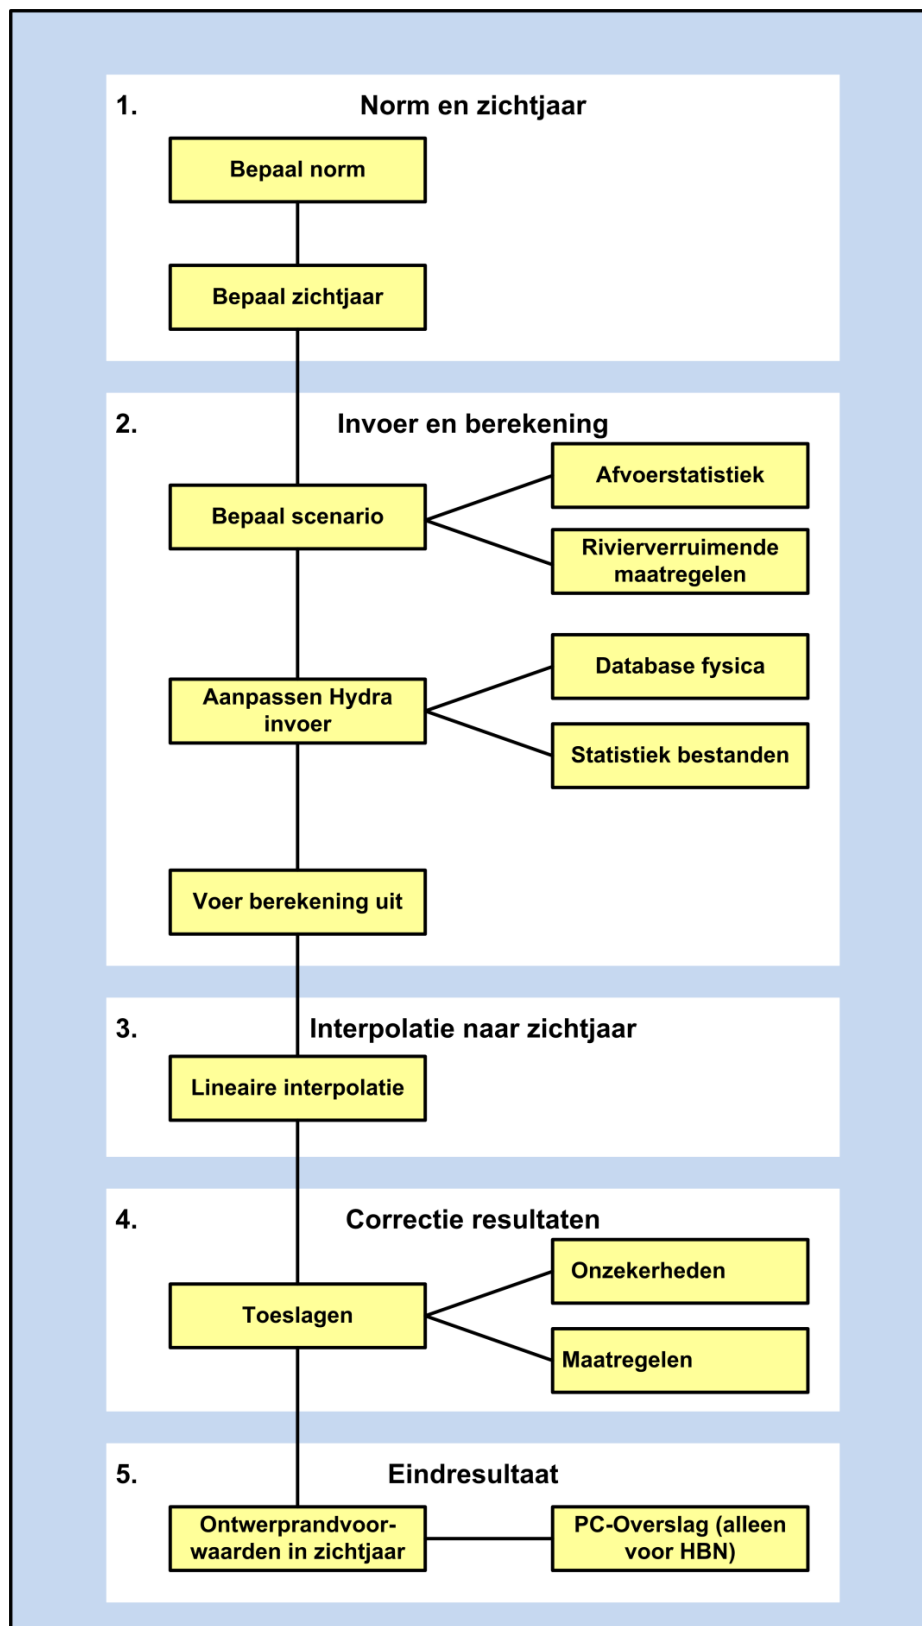 1. Norm en zichtjaar
Bepaal norm
Bepaal zichtjaar
2. Invoer en berekening
Afvoerstatistiek
Bepaal scenario
Rivierverruimende
maatregelen
Database fysica
Aanpassen Hydra
invoer
Statistiek bestanden
Voer berekening uit
3. Interpolatie naar zichtjaar
Lineaire interpolatie
4. Correctie resultaten
Onzekerheden
Toeslagen
Maatregelen
5. Eindresultaat
Ontwerprandvoor-
waarden in zichtjaar
PC-Overslag (alleen
voor HBN)